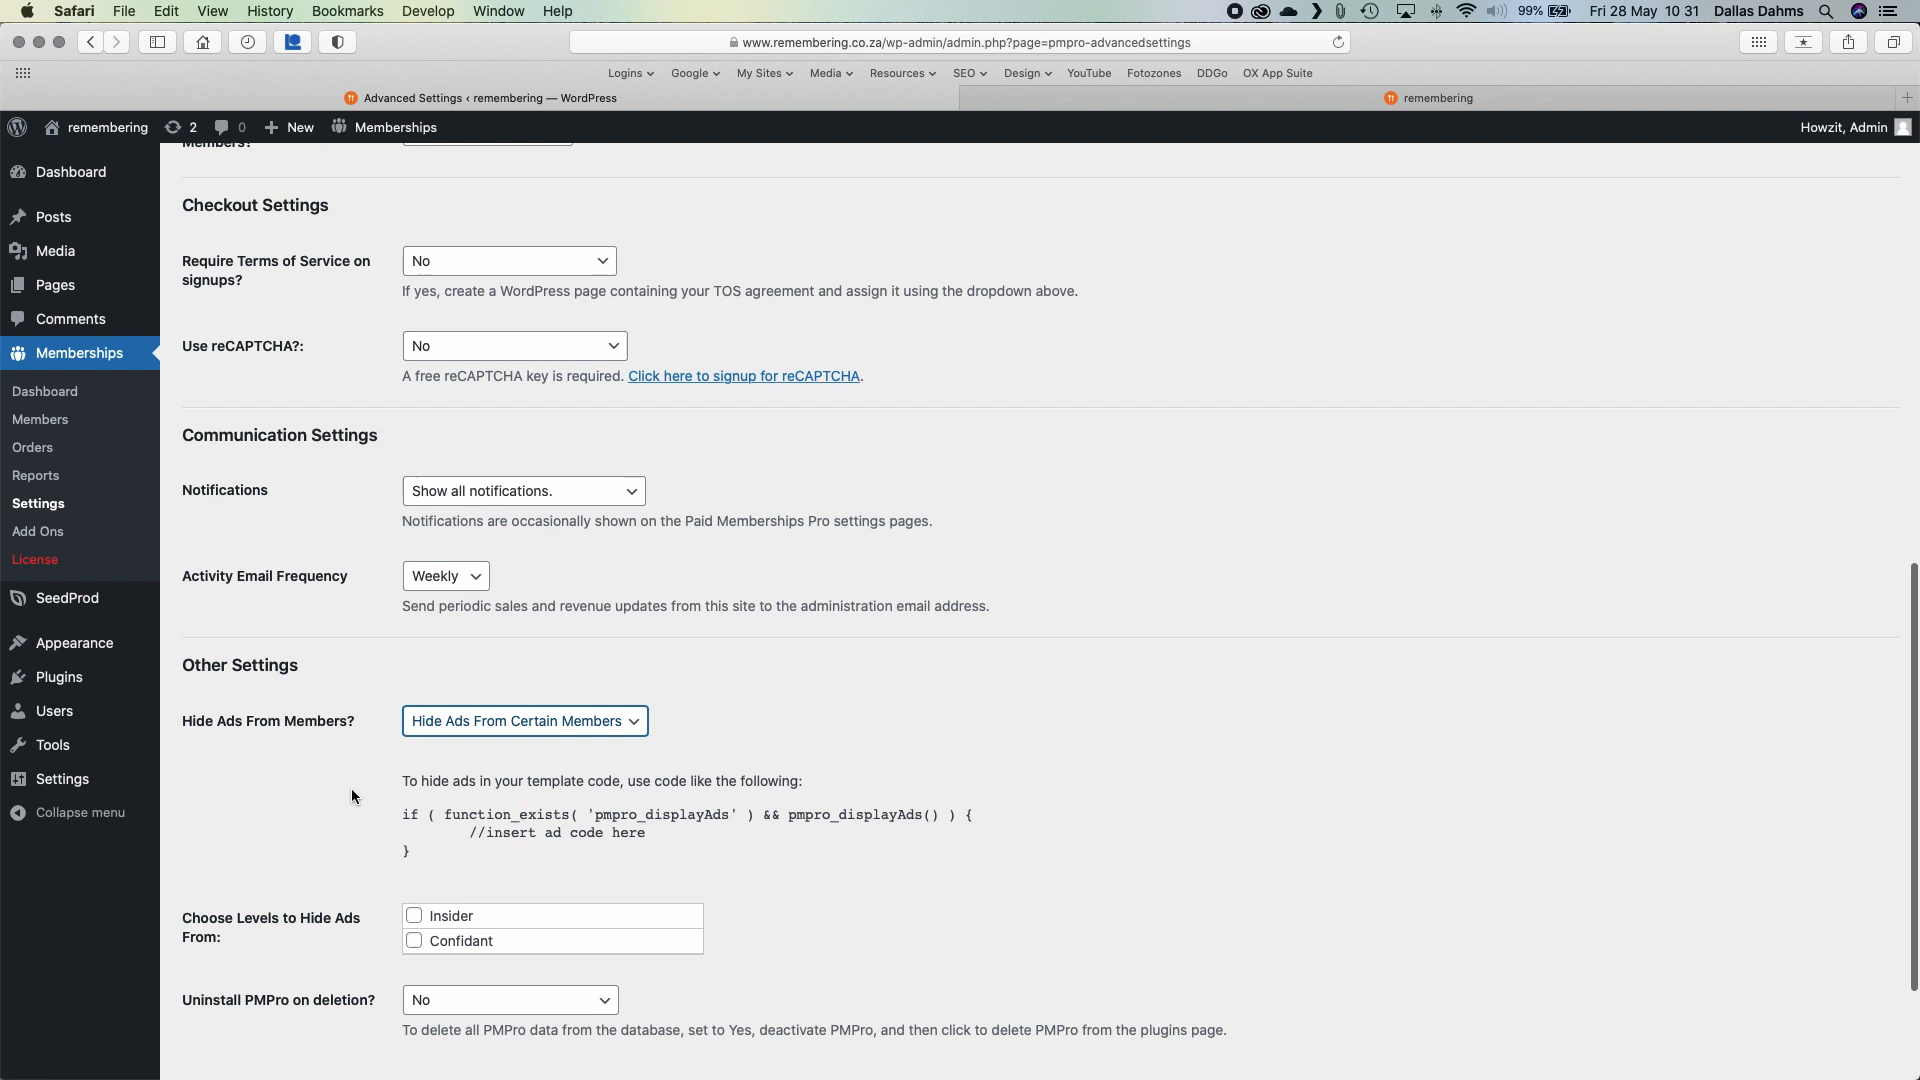 Safari File Edit View History Bookmarks Develop Window Help 99% Fri 28 May 10 31 Dallas Dahms
www.remembering.co.za/wp-admin/admin.php?page=pmpro-advancedsettings
Logins Google My Sites Media Resources SEO Design YouTube Fotozones DDGo OX App Suite
Advanced Settings ‹ remembering — WordPress
remembering
remembering 2 0 New Memberships Howzit, Admin
Dashboard
Posts
Media
Pages
Comments
Memberships
Dashboard
Members
Orders
Reports
Settings
Add Ons
License
SeedProd
Appearance
Plugins
Users
Tools
Settings
Collapse menu
Members?
Checkout Settings
Require Terms of Service on
signups?
No
If yes, create a WordPress page containing your TOS agreement and assign it using the dropdown above.
Use reCAPTCHA?:
No
A free reCAPTCHA key is required. Click here to signup for reCAPTCHA.
Communication Settings
Notifications
Show all notifications.
Notifications are occasionally shown on the Paid Memberships Pro settings pages.
Activity Email Frequency
Weekly
Send periodic sales and revenue updates from this site to the administration email address.
Other Settings
Hide Ads From Members?
Hide Ads From Certain Members
To hide ads in your template code, use code like the following:
if ( function_exists( 'pmpro_displayAds' ) && pmpro_displayAds() ) {
//insert ad code here
}
Choose Levels to Hide Ads
From:
Insider
Confidant
Uninstall PMPro on deletion?
No
To delete all PMPro data from the database, set to Yes, deactivate PMPro, and then click to delete PMPro from the plugins page.